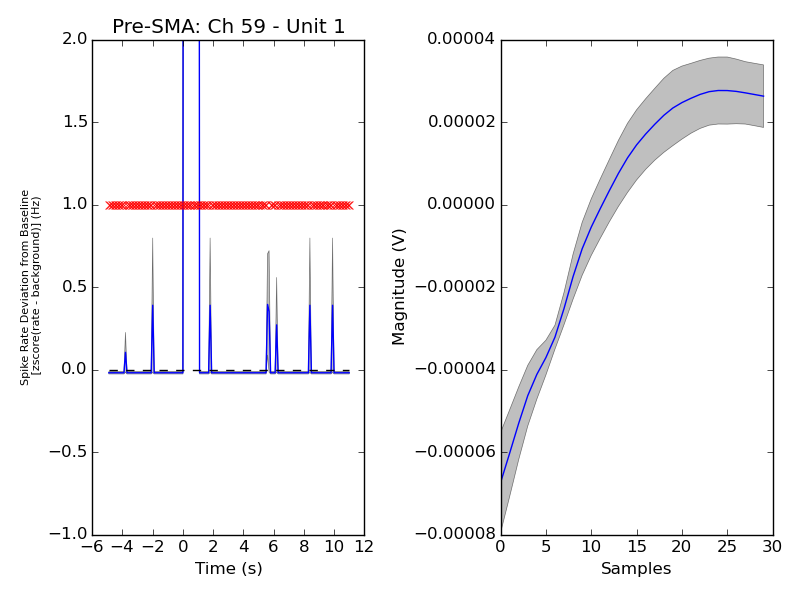 Pre-SMA: Ch 59 - Unit 1
2.0
1.5
1.0
0.5
0.0
−0.5
−1.0
Spike Rate Deviation from Baseline
[zscore(rate - background)] (Hz)
−6 −4 −2 0 2 4 6 8 10 12
Time (s)
0.00004
0.00002
0.00000
−0.00002
−0.00004
−0.00006
−0.00008
Magnitude (V)
0 5 10 15 20 25 30
Samples